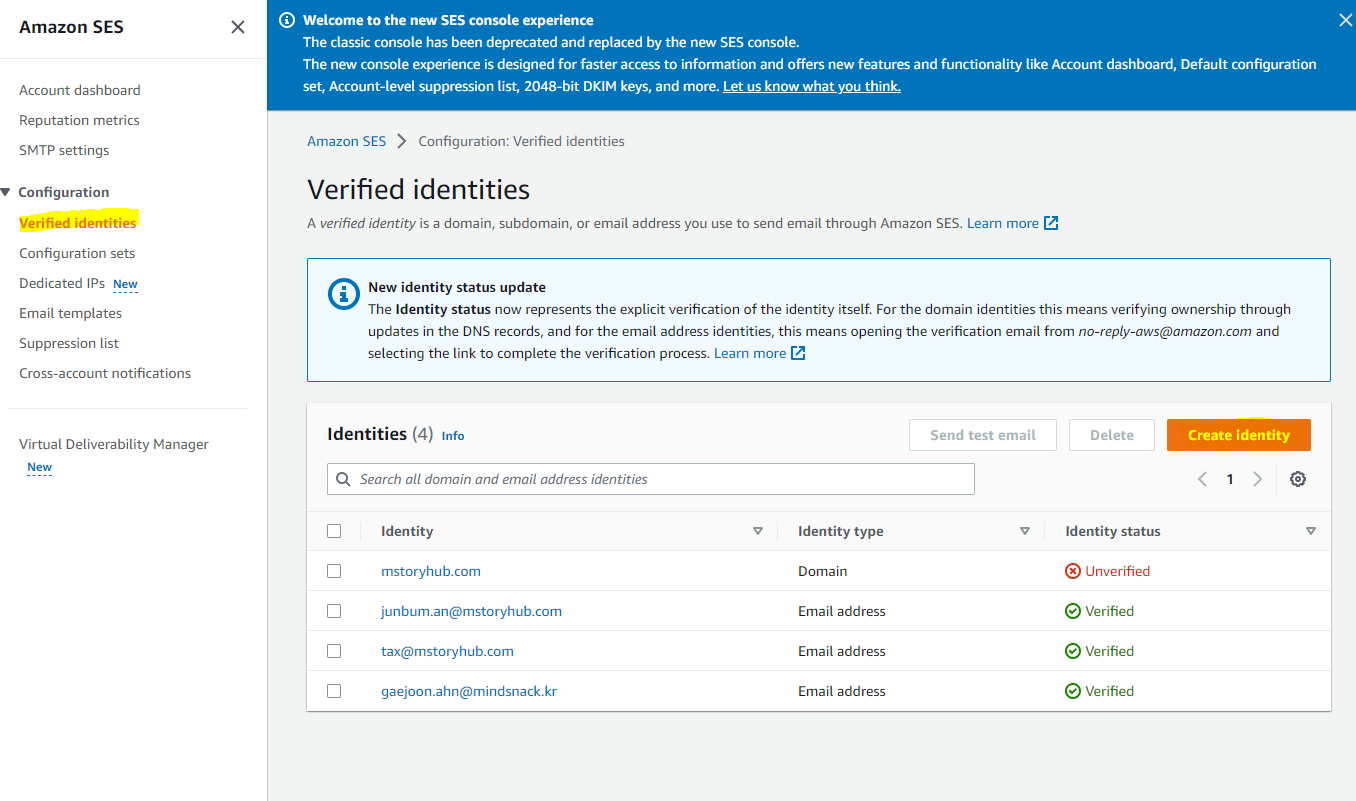 Amazon SES
Account dashboard
Reputation metrics
SMTP settings
Configuration
Verified identities
Configuration sets
Dedicated IPs New
Email templates
Suppression list
Cross-account notifications
Virtual Deliverability Manager
New
Welcome to the new SES console experience
The classic console has been deprecated and replaced by the new SES console.
The new console experience is designed for faster access to information and offers new features and functionality like Account dashboard, Default configuration
set, Account-level suppression list, 2048-bit DKIM keys, and more. Let us know what you think.
Amazon SES > Configuration: Verified identities
Verified identities
A verified identity is a domain, subdomain, or email address you use to send email through Amazon SES. Learn more
New identity status update
The Identity status now represents the explicit verification of the identity itself. For the domain identities this means verifying ownership through
updates in the DNS records, and for the email address identities, this means opening the verification email from no-reply-aws@amazon.com and
selecting the link to complete the verification process. Learn more
Identities (4) Info
Send test email Delete Create identity
Search all domain and email address identities
1
Identity Identity type Identity status
mstoryhub.com Domain Unverified
junbum.an@mstoryhub.com Email address Verified
tax@mstoryhub.com Email address Verified
gaejoon.ahn@mindsnack.kr Email address Verified